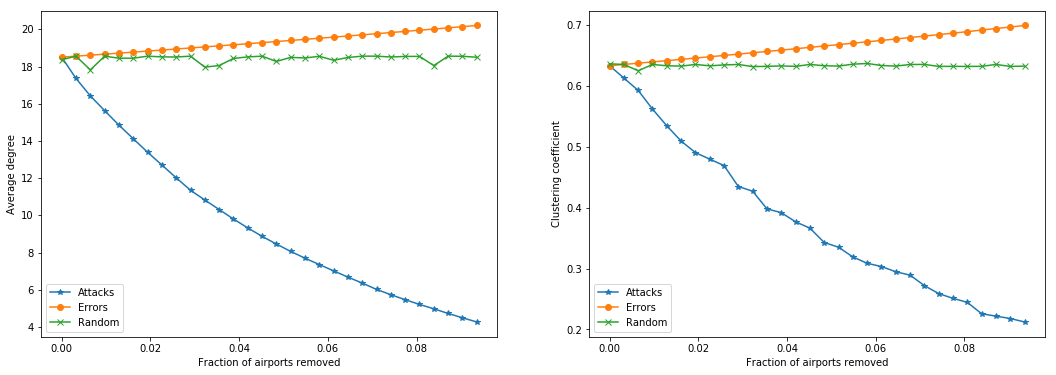 20
18
16
14
12
10
8
6
4
Average degree
Attacks
Errors
Random
0.00
0.02
0.04
0.06
0.08
Fraction of airports removed
0.7
0.6
0.5
0.4
0.3
0.2
Clustering coefficient
Attacks
Errors
Random
0.00
0.02
0.04
0.06
0.08
Fraction of airports removed